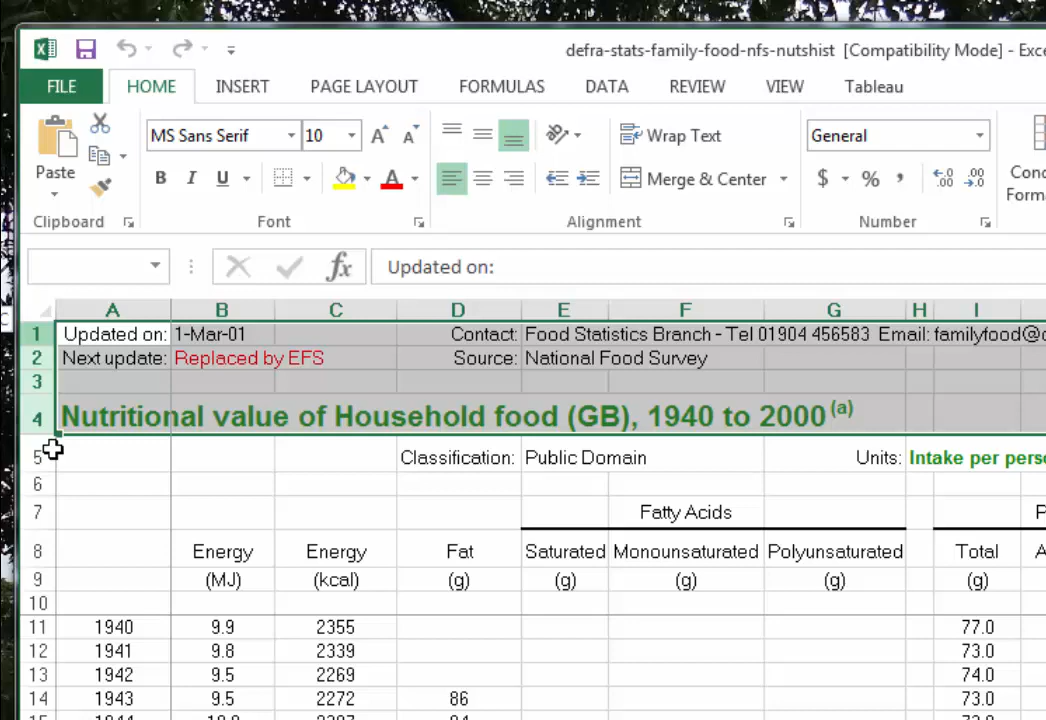 defra-stats-family-food-nfs-nutshist [Compatibility Mode] - Exce
FILE HOME INSERT PAGE LAYOUT FORMULAS DATA REVIEW VIEW Tableau
MS Sans Serif 10 Wrap Text General
Paste B I U A Merge & Center $ % , Conc
Form
Clipboard Font Alignment Number
fx Updated on:
A B C D E F G H I
1 Updated on: 1-Mar-01 Contact: Food Statistics Branch - Tel 01904 456583 Email: familyfood@d
2 Next update: Replaced by EFS Source: National Food Survey
3
4 Nutritional value of Household food (GB), 1940 to 2000 (a)
5 Classification: Public Domain Units: Intake per perso
6
7 Fatty Acids P
8 Energy Energy Fat Saturated Monounsaturated Polyunsaturated Total A
9 (MJ) (kcal) (g) (g) (g) (g) (g)
10
11 1940 9.9 2355 77.0
12 1941 9.8 2339 73.0
13 1942 9.5 2269 74.0
14 1943 9.5 2272 86 73.0